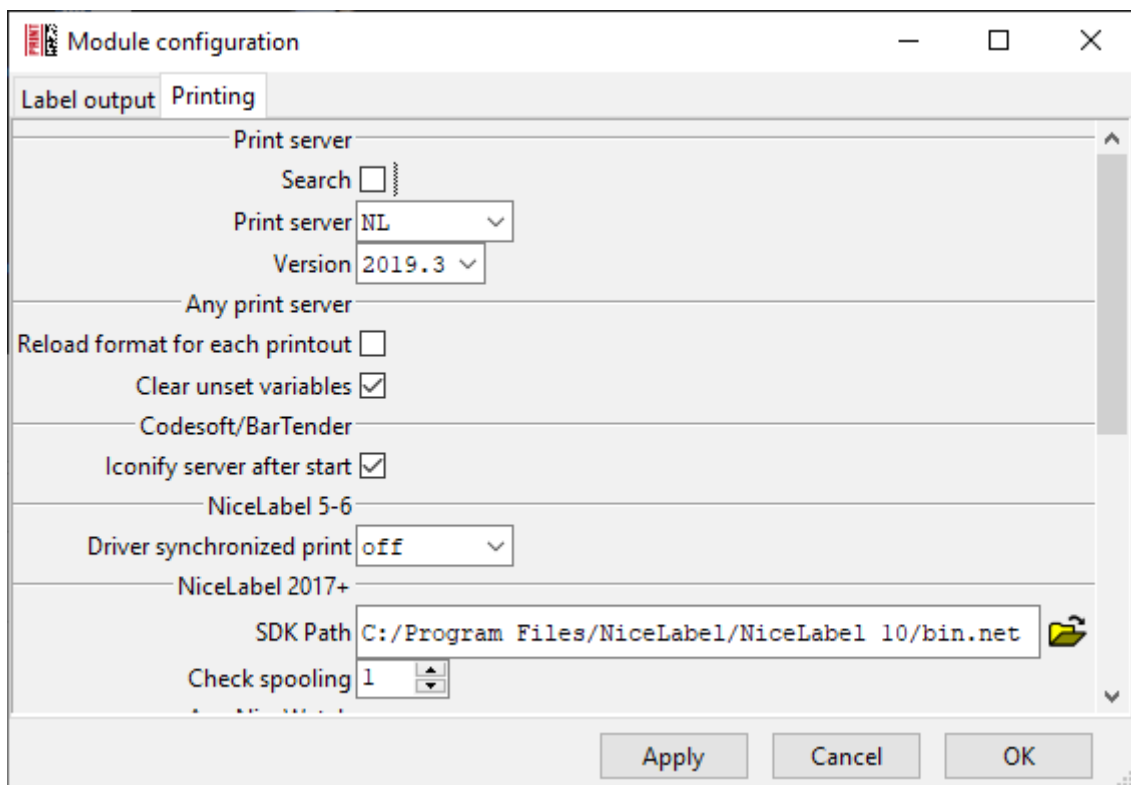 PRINT
Module configuration
Label output
Printing
Print server
Search
Print server NL
Version 2019.3
Any print server
Reload format for each printout
Clear unset variables
Codesoft/BarTender
Iconify server after start
NiceLabel 5-6
Driver synchronized print off
NiceLabel 2017+
SDK Path C:/Program Files/NiceLabel/NiceLabel 10/bin.net
Check spooling 1
Apply Cancel OK